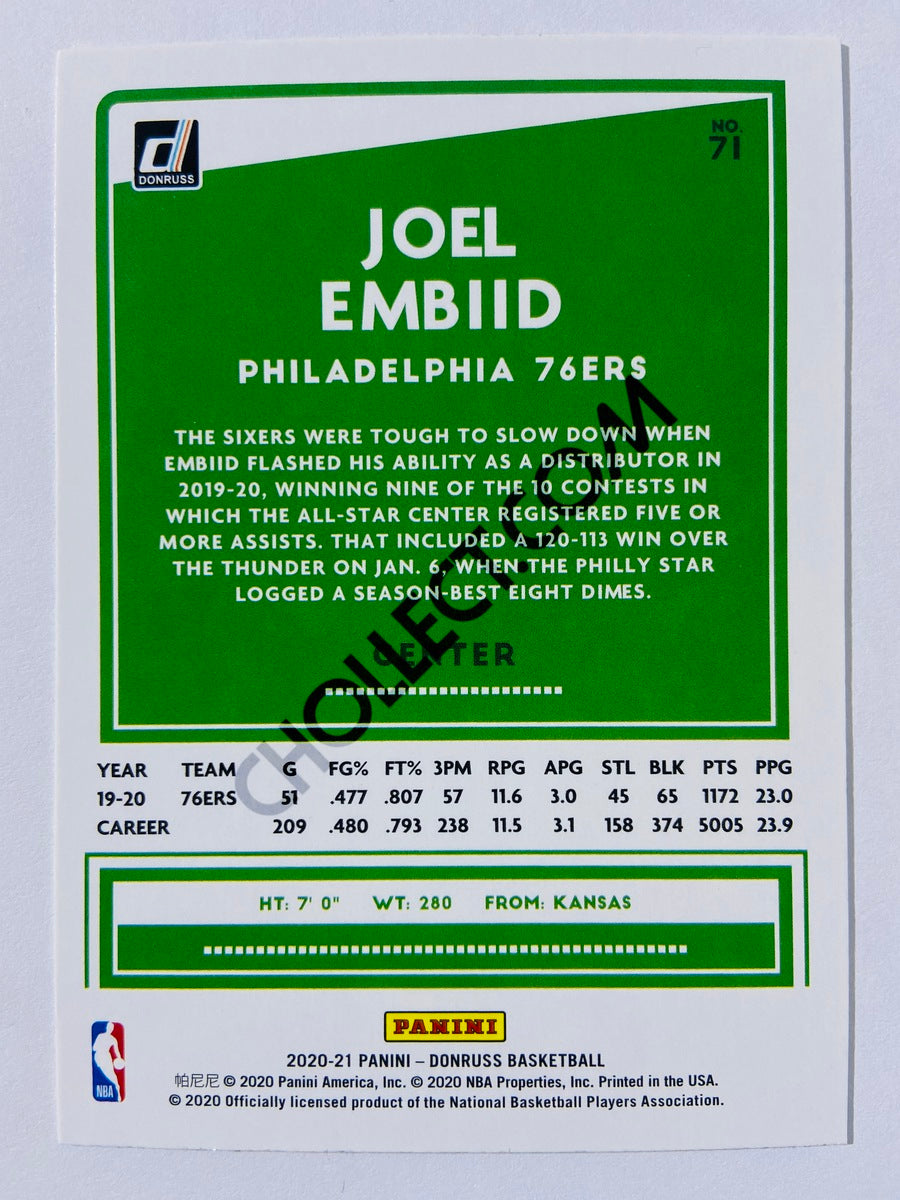 DONRUSS
NO.
71
JOEL
EMBIID
PHILADELPHIA 76ERS
THE SIXERS WERE TOUGH TO SLOW DOWN WHEN
EMBIID FLASHED HIS ABILITY AS A DISTRIBUTOR IN
2019-20, WINNING NINE OF THE 10 CONTESTS IN
WHICH THE ALL-STAR CENTER REGISTERED FIVE OR
MORE ASSISTS. THAT INCLUDED A 120-113 WIN OVER
THE THUNDER ON JAN. 6, WHEN THE PHILLY STAR
LOGGED A SEASON-BEST EIGHT DIMES.
CENTER
CHOLLECT.COM
YEAR TEAM G FG% FT% 3PM RPG APG STL BLK PTS PPG
19-20 76ERS 51 .477 .807 57 11.6 3.0 45 65 1172 23.0
CAREER 209 .480 .793 238 11.5 3.1 158 374 5005 23.9
HT: 7' 0" WT: 280 FROM: KANSAS
PANINI
2020-21 PANINI – DONRUSS BASKETBALL
帕尼尼 © 2020 Panini America, Inc. © 2020 NBA Properties, Inc. Printed in the USA.
© 2020 Officially licensed product of the National Basketball Players Association.
NBA